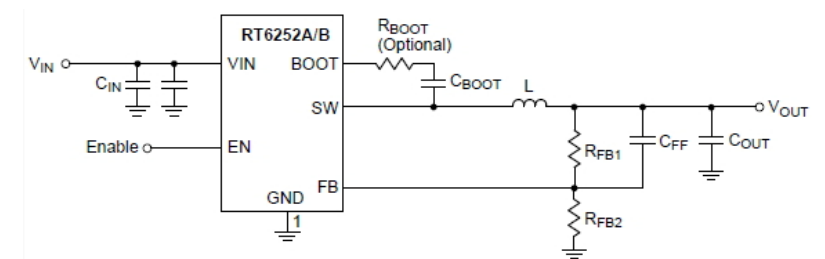 RT6252A/B
RBOOT
(Optional)
VIN
VIN
BOOT
CIN
CBOOT
L
SW
VOUT
Enable
EN
RFB1
CFF
COUT
FB
GND
1
RFB2